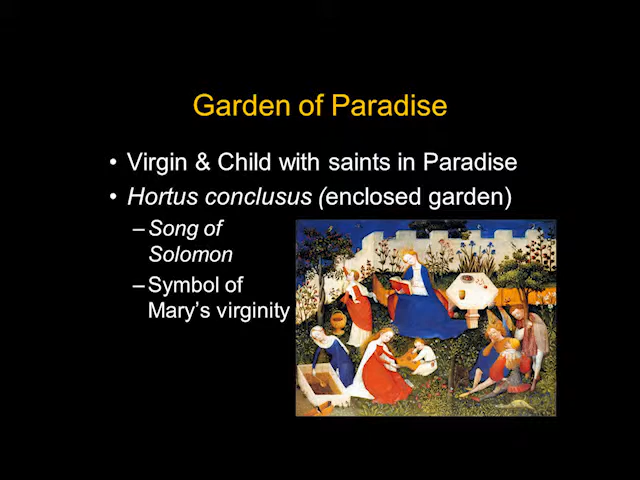 Garden of Paradise
• Virgin & Child with saints in Paradise
• Hortus conclusus (enclosed garden)
–Song of
Solomon
–Symbol of
Mary's virginity